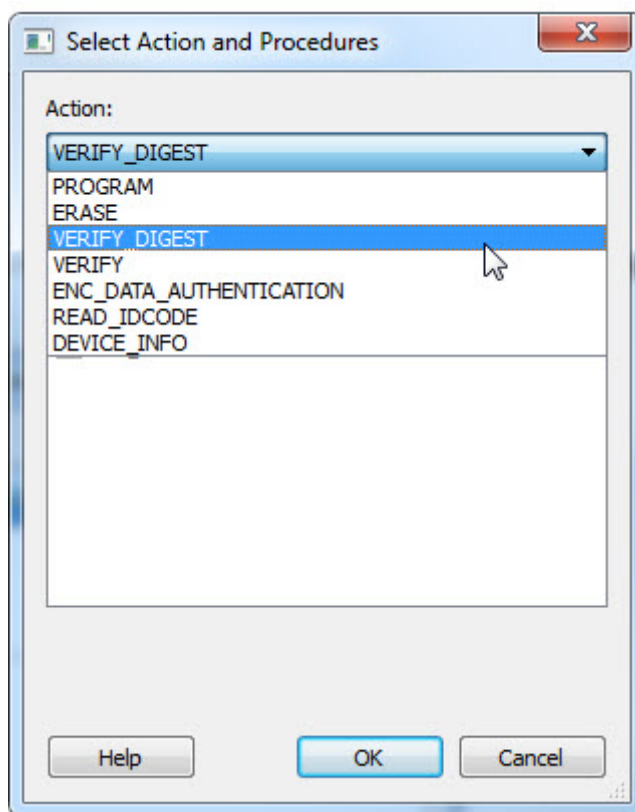 Select Action and Procedures
Action:
VERIFY_DIGEST
PROGRAM
ERASE
VERIFY_DIGEST
VERIFY
ENC_DATA_AUTHENTICATION
READ_IDCODE
DEVICE_INFO
Help OK Cancel